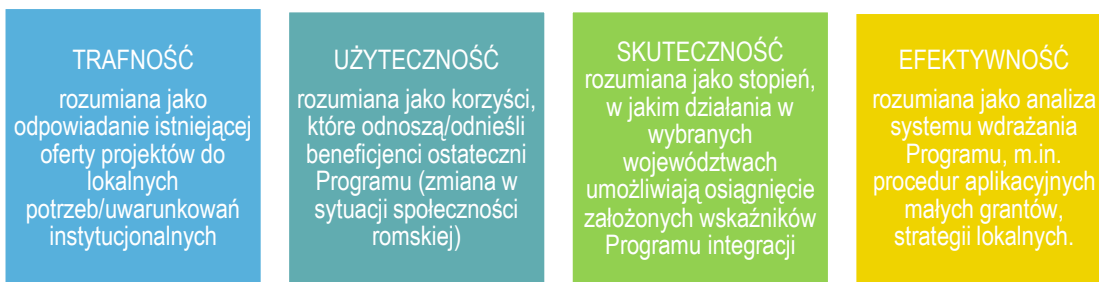 TRAFNOŚĆ
rozumiana jako
odpowiadanie istniejącej
oferty projektów do
lokalnych
potrzeb/uwarunkowań
instytucjonalnych
UŻYTECZNOŚĆ
rozumiana jako korzyści,
które odnoszą/odnieśli
beneficjenci ostateczni
Programu (zmiana w
sytuacji społeczności
romskiej)
SKUTECZNOŚĆ
rozumiana jako stopień,
w jakim działania w
wybranych
województwach
umożliwiają osiągnięcie
założonych wskaźników
Programu integracji
EFEKTYWNOŚĆ
rozumiana jako analiza
systemu wdrażania
Programu, m.in.
procedur aplikacyjnych
małych grantów,
strategii lokalnych.